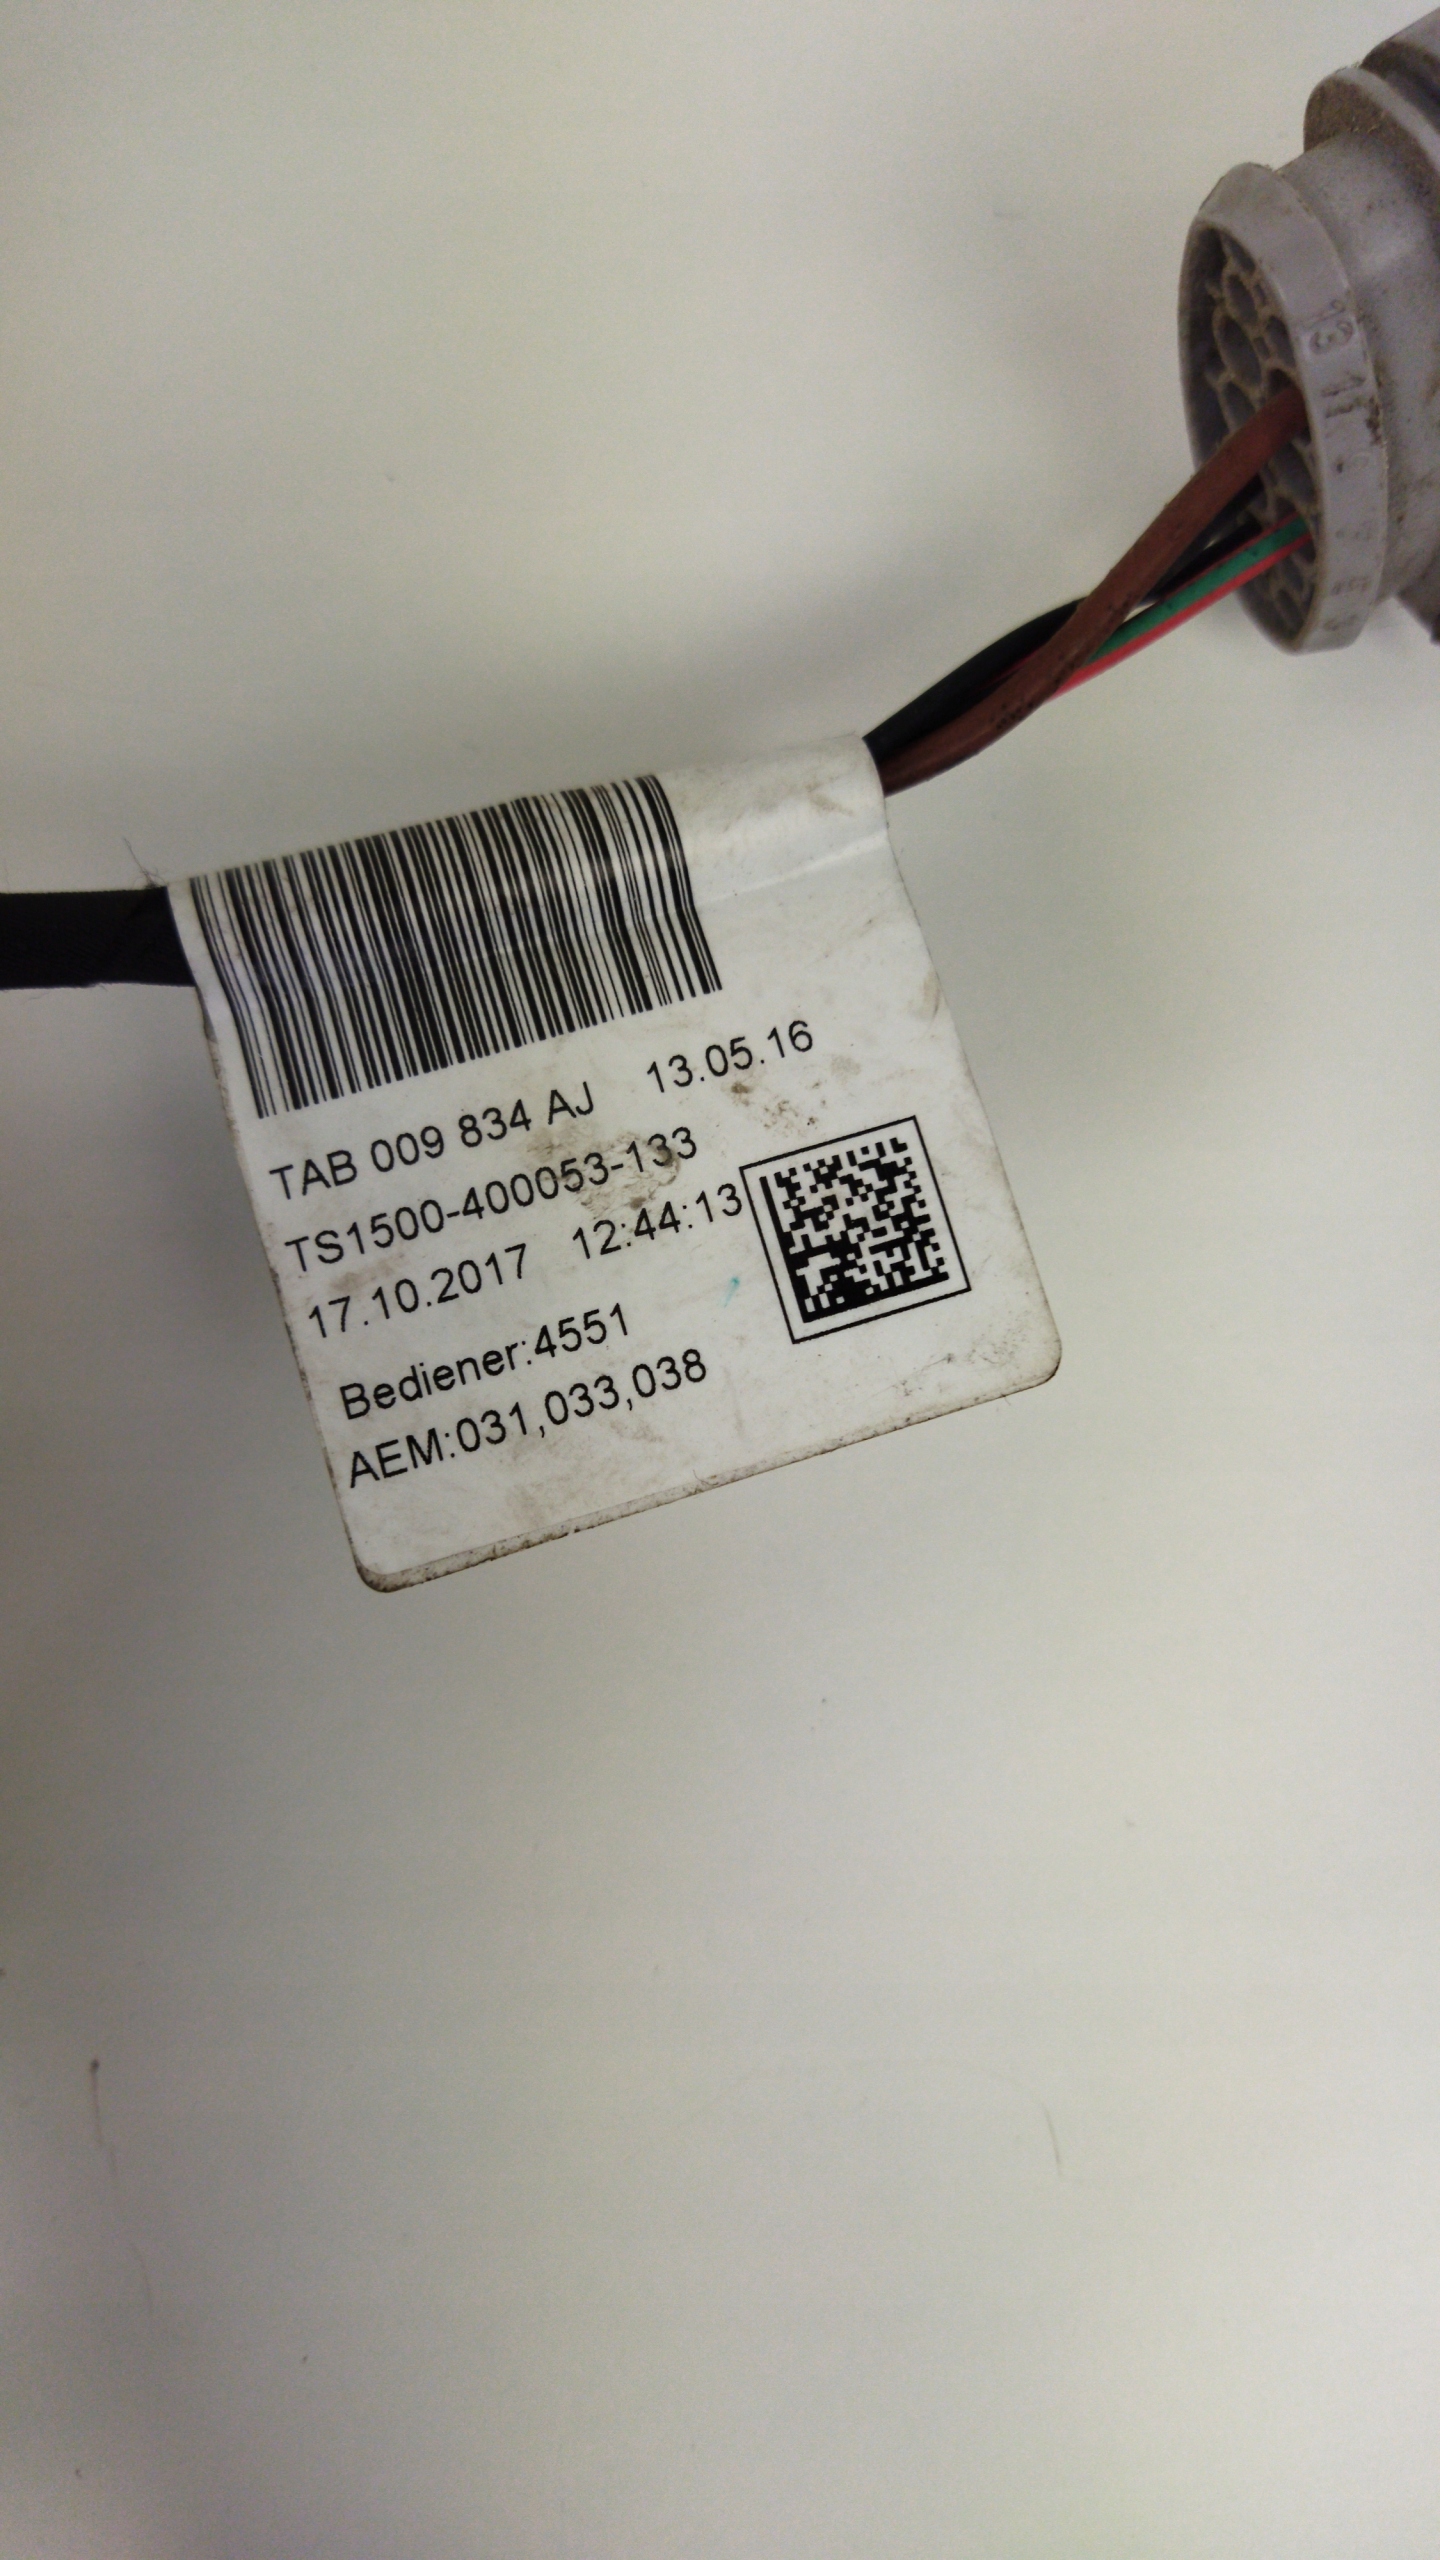 TAB 009 834 AJ 13.05.16
TS1500-400053-133
17.10.2017 12:44:13
Bediener:4551
AEM:031,033,038